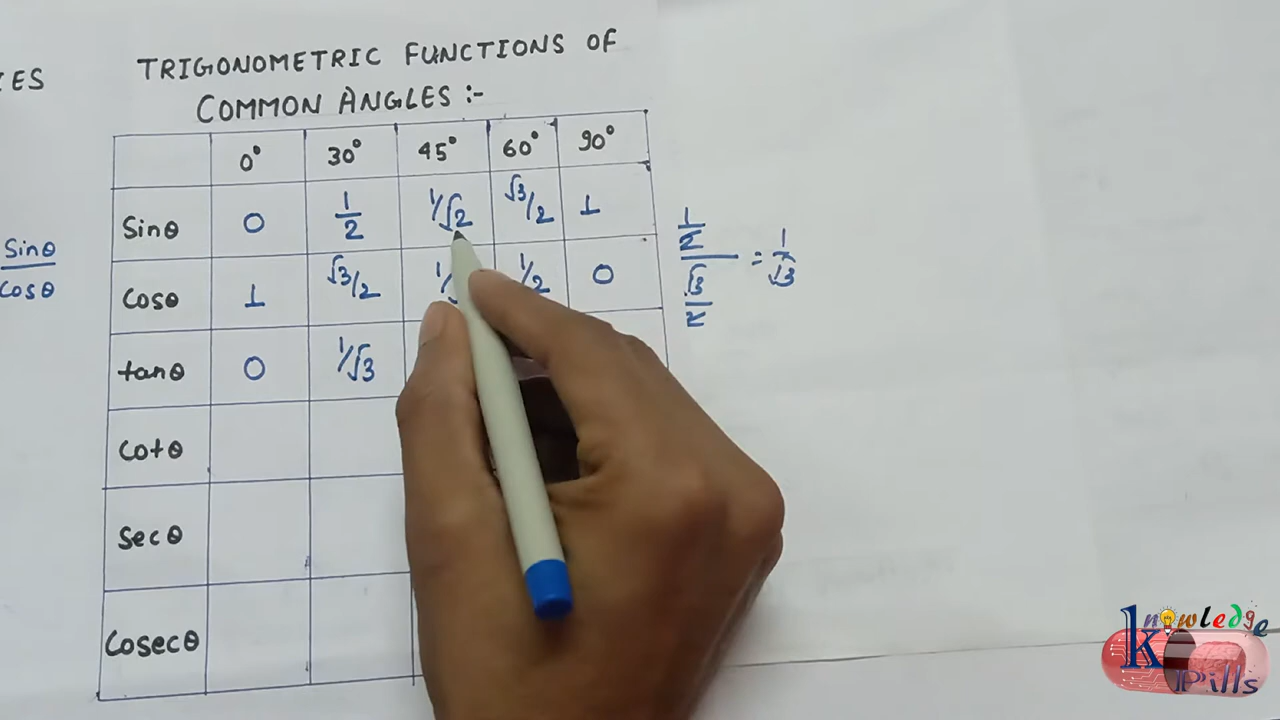 IES
TRIGONOMETRIC FUNCTIONS OF
COMMON ANGLES :-
0° 30° 45° 60° 90°
Sinθ 0 1/2 1/√2 √3/2 1
Sinθ/Cosθ
Cosθ 1 √3/2 1/ 1/2 0
1/2/√3/2 = 1/√3
tanθ 0 1/√3
Cotθ
Secθ
Cosecθ
Knowledge
Pills